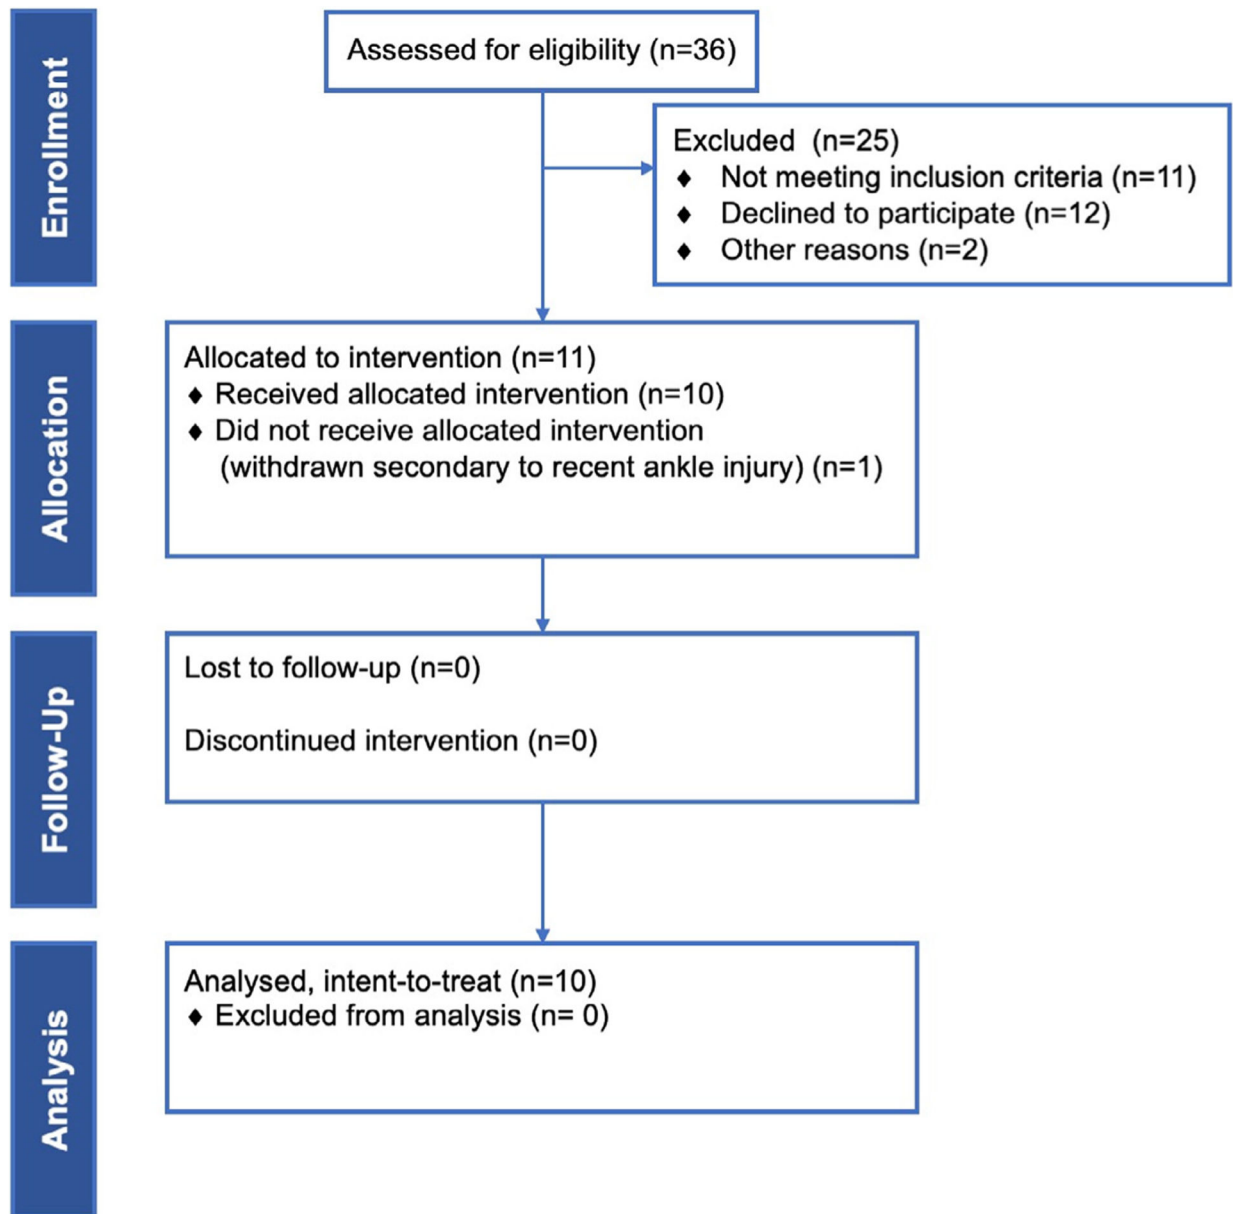 Enrollment
Assessed for eligibility (n=36)
Excluded (n=25)
♦ Not meeting inclusion criteria (n=11)
♦ Declined to participate (n=12)
♦ Other reasons (n=2)
Allocation
Allocated to intervention (n=11)
♦ Received allocated intervention (n=10)
♦ Did not receive allocated intervention
(withdrawn secondary to recent ankle injury) (n=1)
Follow-Up
Lost to follow-up (n=0)
Discontinued intervention (n=0)
Analysis
Analysed, intent-to-treat (n=10)
♦ Excluded from analysis (n= 0)